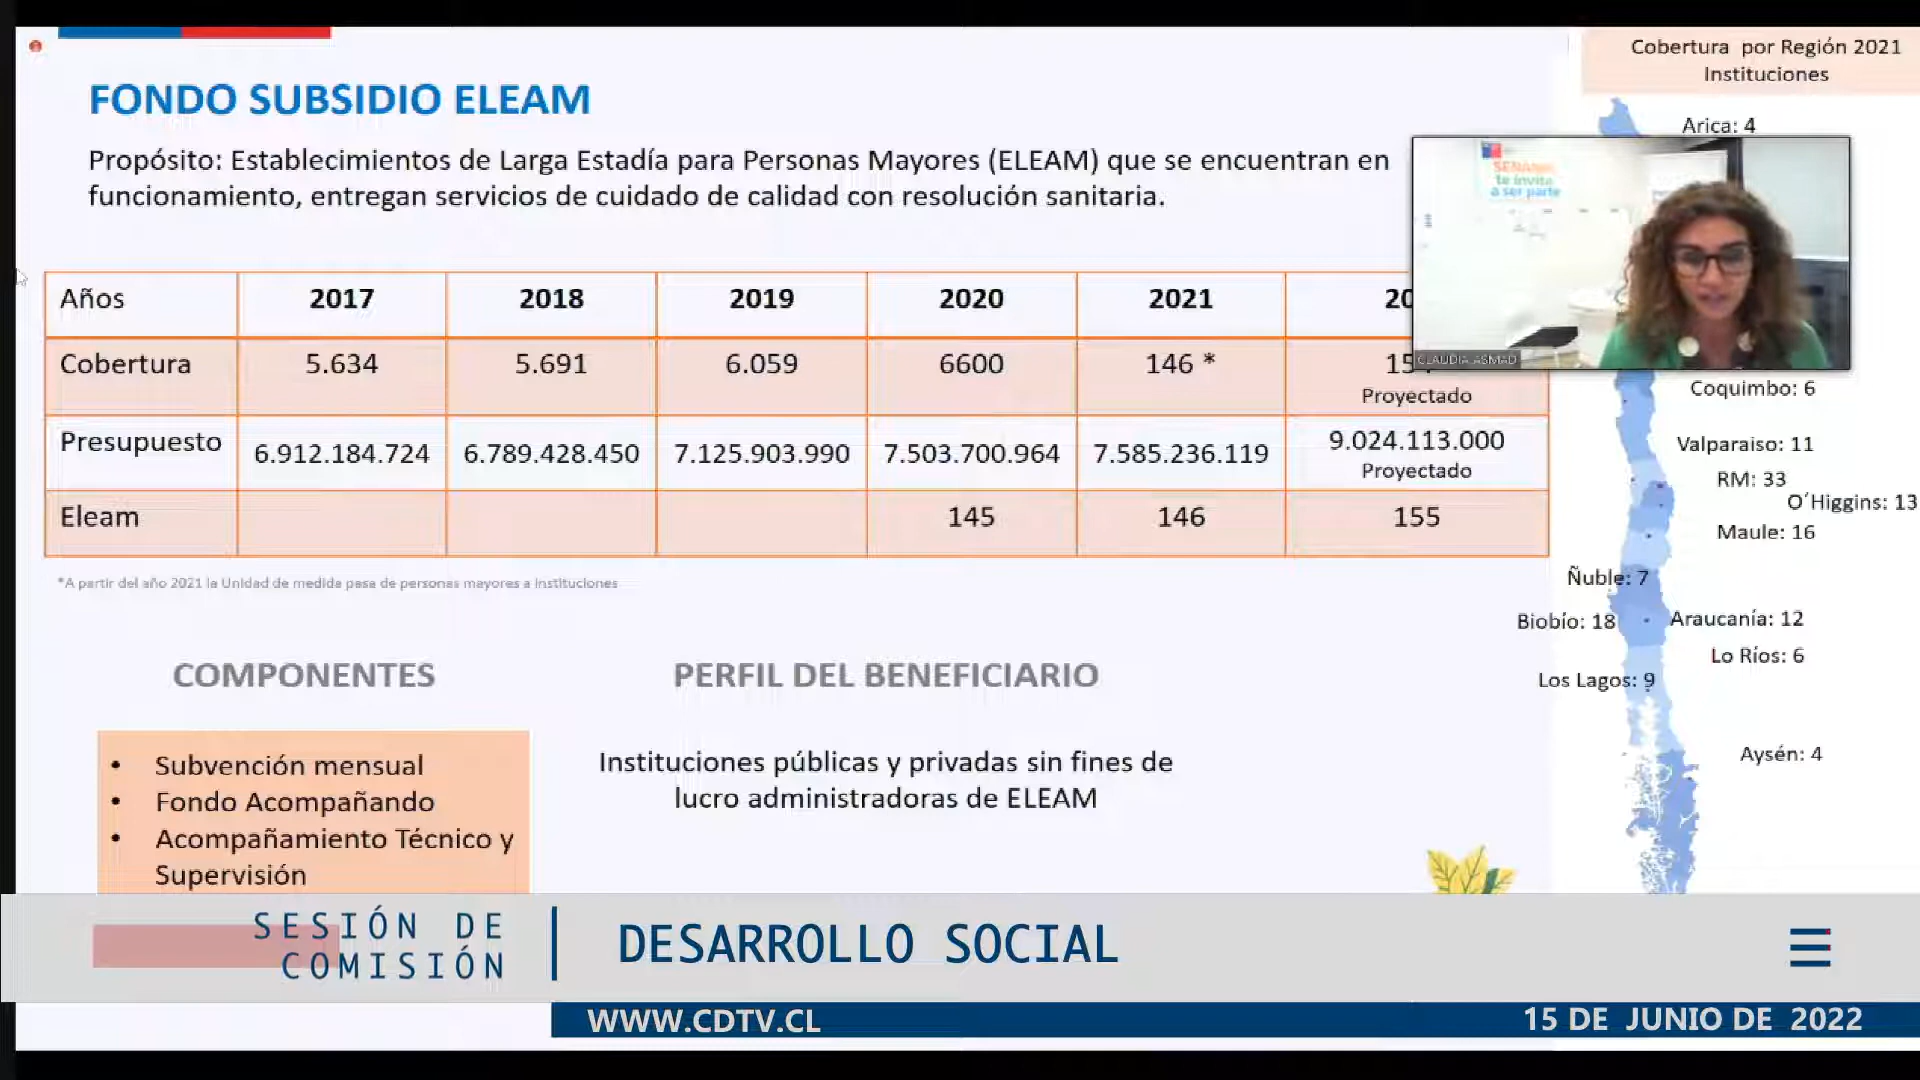 Cobertura por Región 2021
Instituciones
FONDO SUBSIDIO ELEAM
Propósito: Establecimientos de Larga Estadía para Personas Mayores (ELEAM) que se encuentran en
funcionamiento, entregan servicios de cuidado de calidad con resolución sanitaria.
Arica: 4
SENAMA
te invita
a ser parte
CLAUDIA ASMAD
Años 2017 2018 2019 2020 2021 20
Cobertura 5.634 5.691 6.059 6600 146 * 15
Proyectado
Presupuesto 6.912.184.724 6.789.428.450 7.125.903.990 7.503.700.964 7.585.236.119 9.024.113.000
Proyectado
Eleam 145 146 155
*A partir del año 2021 la Unidad de medida pasa de personas mayores a Instituciones
Coquimbo: 6
Valparaiso: 11
RM: 33
O´Higgins: 13
Maule: 16
Ñuble: 7
Biobío: 18
Araucanía: 12
Lo Ríos: 6
Los Lagos: 9
Aysén: 4
COMPONENTES
• Subvención mensual
• Fondo Acompañando
• Acompañamiento Técnico y
Supervisión
PERFIL DEL BENEFICIARIO
Instituciones públicas y privadas sin fines de
lucro administradoras de ELEAM
SESIÓN DE
COMISIÓN
DESARROLLO SOCIAL
WWW.CDTV.CL
15 DE JUNIO DE 2022